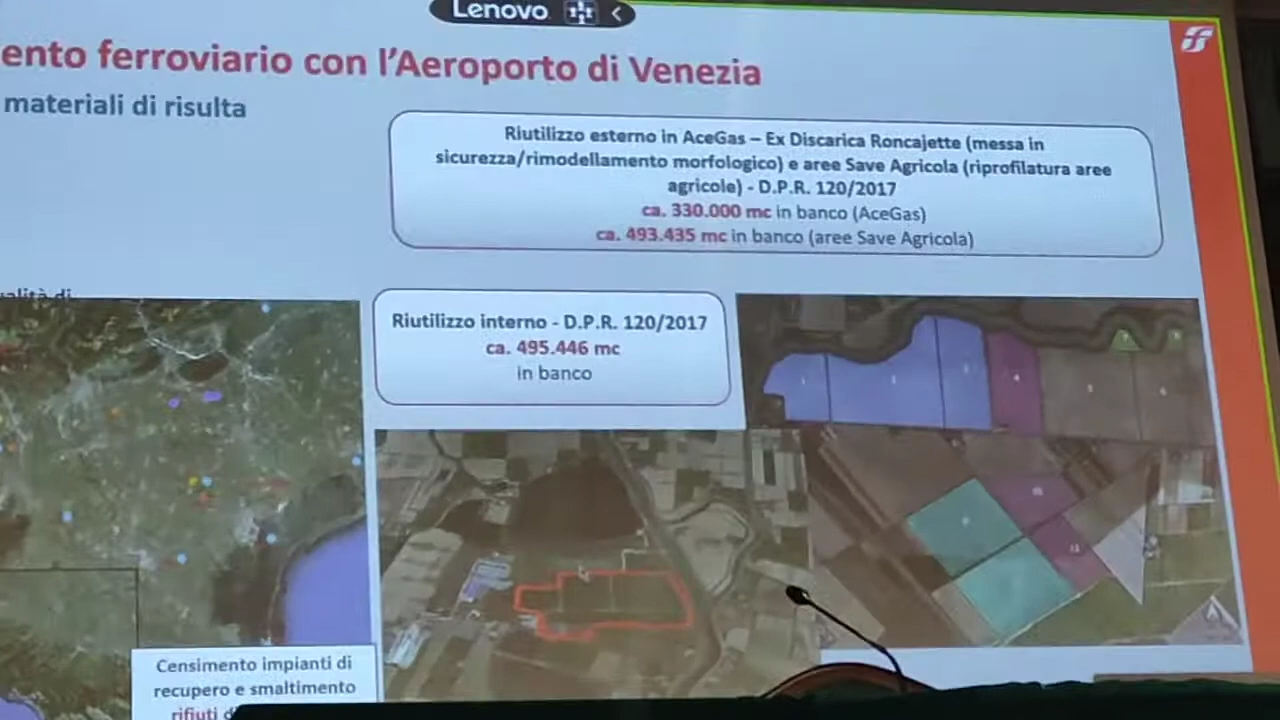 Lenovo
ento ferroviario con l'Aeroporto di Venezia
materiali di risulta
Riutilizzo esterno in AceGas – Ex Discarica Roncajette (messa in
sicurezza/rimodellamento morfologico) e aree Save Agricola (riprofilatura aree
agricole) - D.P.R. 120/2017
ca. 330.000 mc in banco (AceGas)
ca. 493.435 mc in banco (aree Save Agricola)
alità di
Riutilizzo interno - D.P.R. 120/2017
ca. 495.446 mc
in banco
Censimento impianti di
recupero e smaltimento
rifiuti